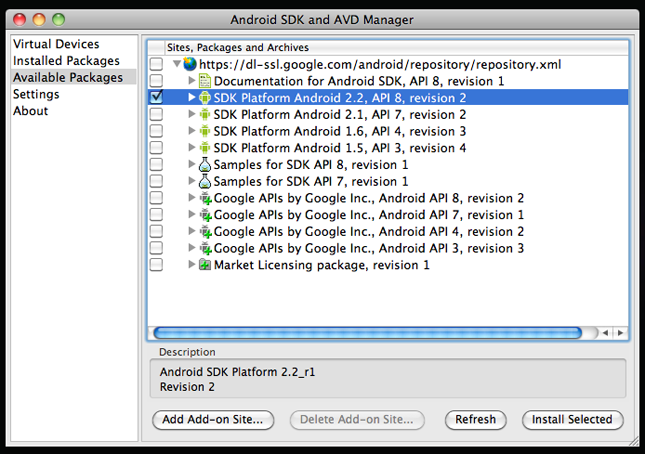 Android SDK and AVD Manager
Virtual Devices
Installed Packages
Available Packages
Settings
About
Sites, Packages and Archives
https://dl-ssl.google.com/android/repository/repository.xml
Documentation for Android SDK, API 8, revision 1
SDK Platform Android 2.2, API 8, revision 2
SDK Platform Android 2.1, API 7, revision 2
SDK Platform Android 1.6, API 4, revision 3
SDK Platform Android 1.5, API 3, revision 4
Samples for SDK API 8, revision 1
Samples for SDK API 7, revision 1
Google APIs by Google Inc., Android API 8, revision 2
Google APIs by Google Inc., Android API 7, revision 1
Google APIs by Google Inc., Android API 4, revision 2
Google APIs by Google Inc., Android API 3, revision 3
Market Licensing package, revision 1
Description
Android SDK Platform 2.2_r1
Revision 2
Add Add-on Site...
Delete Add-on Site...
Refresh
Install Selected